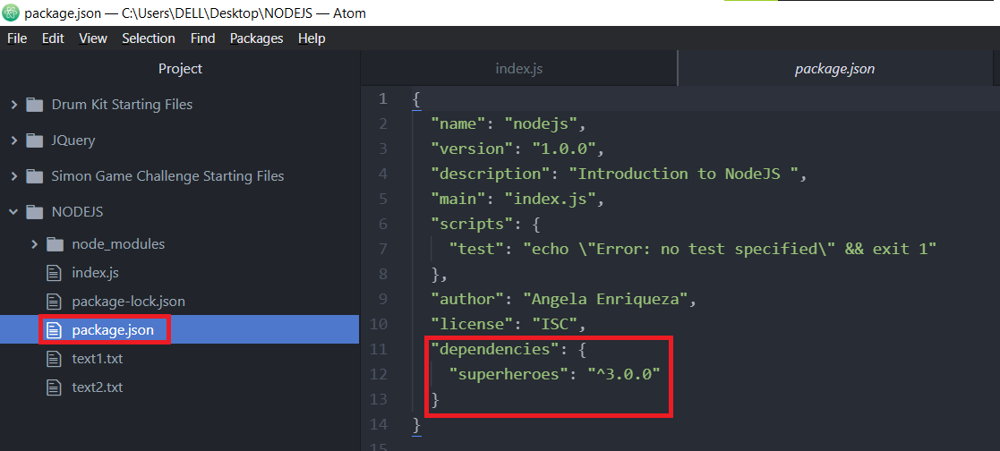 package.json — C:\Users\DELL\Desktop\NODEJS — Atom
File Edit View Selection Find Packages Help
Project
Drum Kit Starting Files
JQuery
Simon Game Challenge Starting Files
NODEJS
node_modules
index.js
package-lock.json
package.json
text1.txt
text2.txt
index.js package.json
1 {
2 "name": "nodejs",
3 "version": "1.0.0",
4 "description": "Introduction to NodeJS ",
5 "main": "index.js",
6 "scripts": {
7 "test": "echo \"Error: no test specified\" && exit 1"
8 },
9 "author": "Angela Enriqueza",
10 "license": "ISC",
11 "dependencies": {
12 "superheroes": "^3.0.0"
13 }
14 }
15